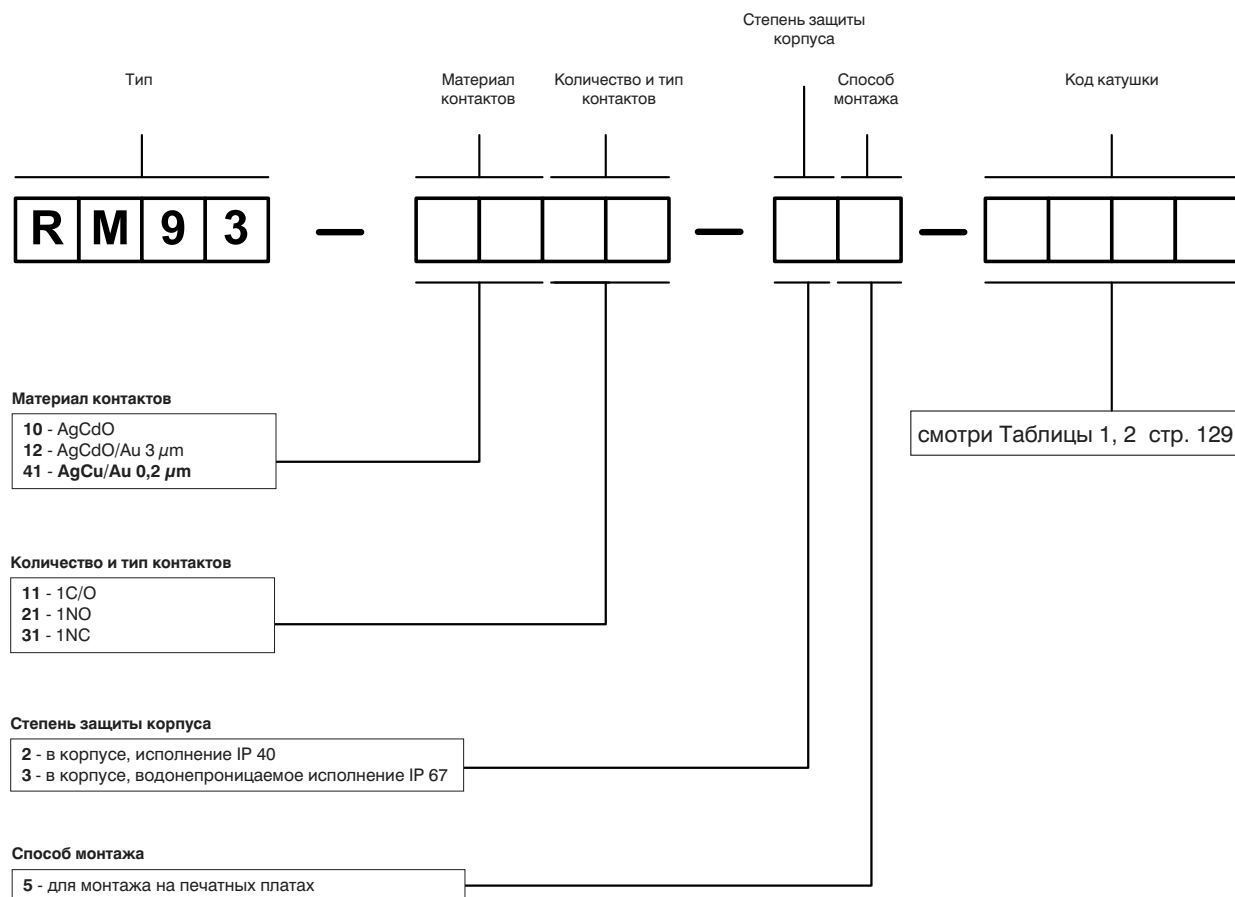 Степень защиты
корпуса
Тип
Материал
контактов
Количество и тип
контактов
Способ
монтажа
Код катушки
RM93 — — —
Материал контактов
10 - AgCdO
12 - AgCdO/Au 3 µm
41 - AgCu/Au 0,2 µm
смотри Таблицы 1, 2 стр. 129
Количество и тип контактов
11 - 1C/O
21 - 1NO
31 - 1NC
Степень защиты корпуса
2 - в корпусе, исполнение IP 40
3 - в корпусе, водонепроницаемое исполнение IP 67
Способ монтажа
5 - для монтажа на печатных платах